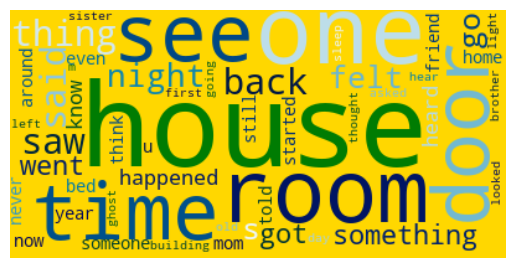 sister
thing
see
one
go
light
around
said
even
m
night
going
back
felt
sleep
friend
home
know
first
hear
asked
heard
door
brother
left
saw
think
u
house
still
started
thought
looked
went
happened
never
bed
time
room
year
ghost
told
now
someone
building
mom
old
s
got
say
something